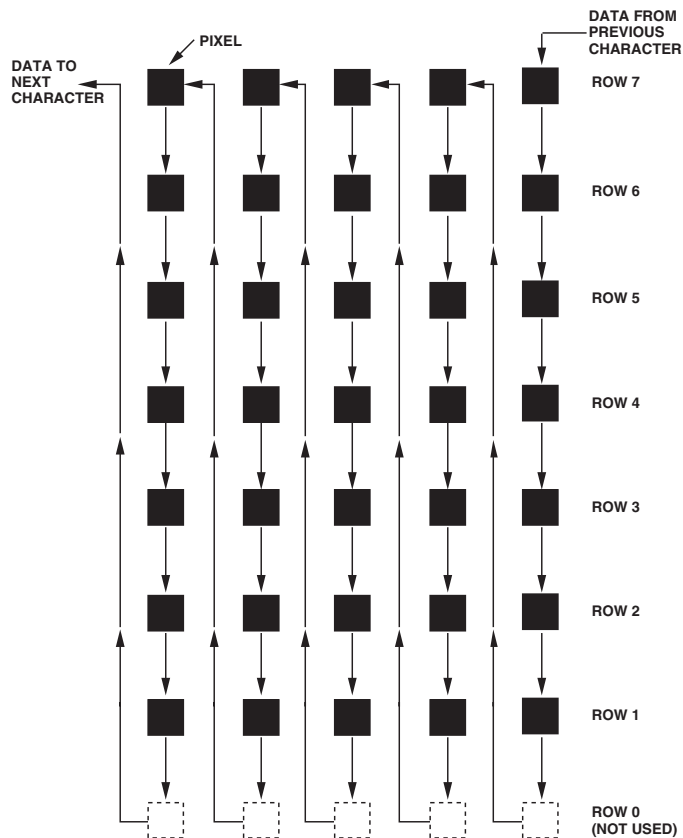 DATA FROM
PREVIOUS
CHARACTER
PIXEL
DATA TO
NEXT
CHARACTER
ROW 7
ROW 6
ROW 5
ROW 4
ROW 3
ROW 2
ROW 1
ROW 0
(NOT USED)